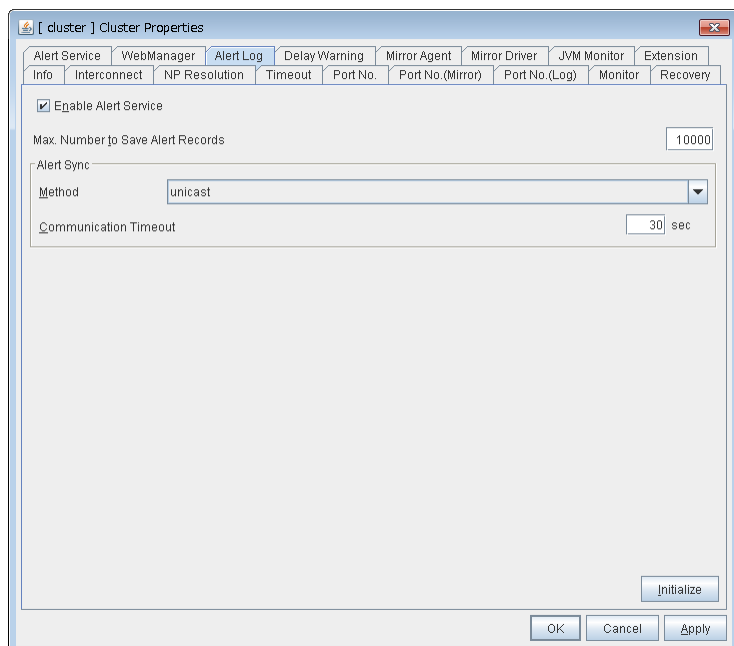 [ cluster ] Cluster Properties
Alert Service WebManager Alert Log Delay Warning Mirror Agent Mirror Driver JVM Monitor Extension
Info Interconnect NP Resolution Timeout Port No. Port No.(Mirror) Port No.(Log) Monitor Recovery
Enable Alert Service
Max. Number to Save Alert Records 10000
Alert Sync
Method unicast
Communication Timeout 30 sec
Initialize
OK Cancel Apply